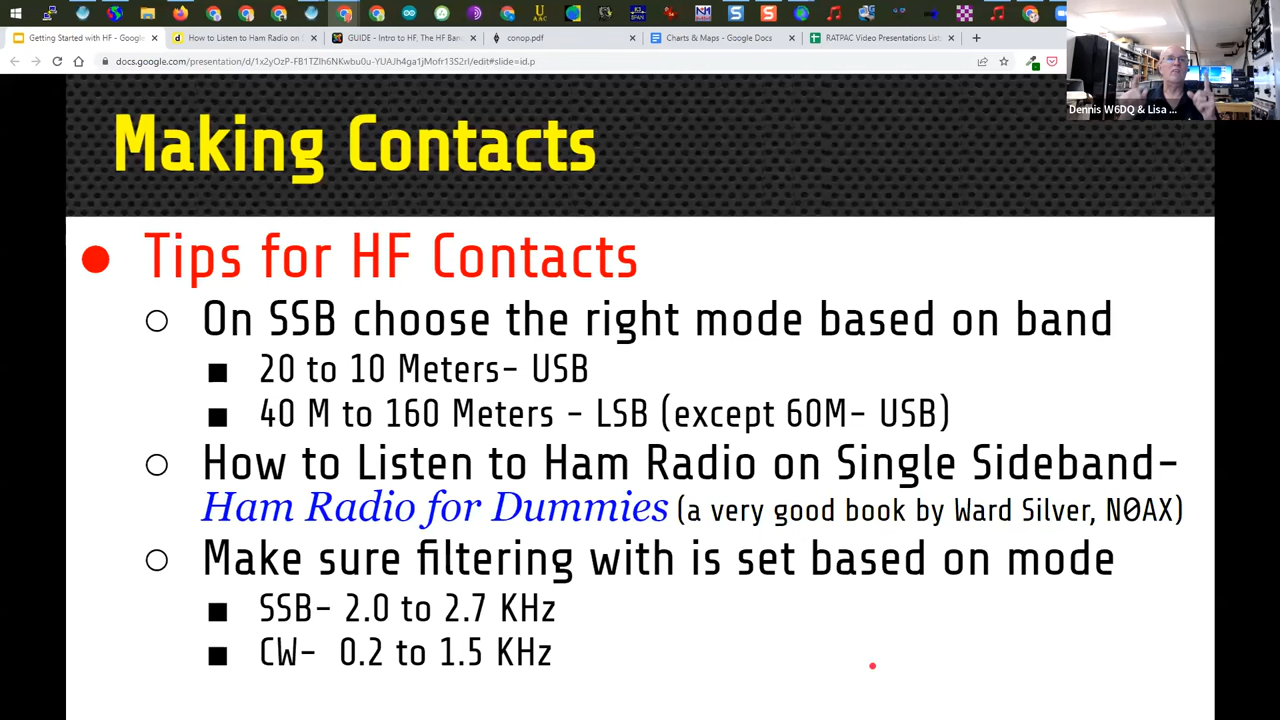 Getting Started with HF - Google
How to Listen to Ham Radio on S
GUIDE - Intro to HF, The HF Ban
conop.pdf
Charts & Maps - Google Docs
RATPAC Video Presentations List
docs.google.com/presentation/d/1x2yOzP-FB1TZlh6NKwbu0u-YUAJh4ga1jMofr13S2rI/edit#slide=id.p
Dennis W6DQ & Lisa ...
Making Contacts
● Tips for HF Contacts
○ On SSB choose the right mode based on band
■ 20 to 10 Meters- USB
■ 40 M to 160 Meters - LSB (except 60M- USB)
○ How to Listen to Ham Radio on Single Sideband-
Ham Radio for Dummies (a very good book by Ward Silver, NØAX)
○ Make sure filtering with is set based on mode
■ SSB- 2.0 to 2.7 KHz
■ CW- 0.2 to 1.5 KHz